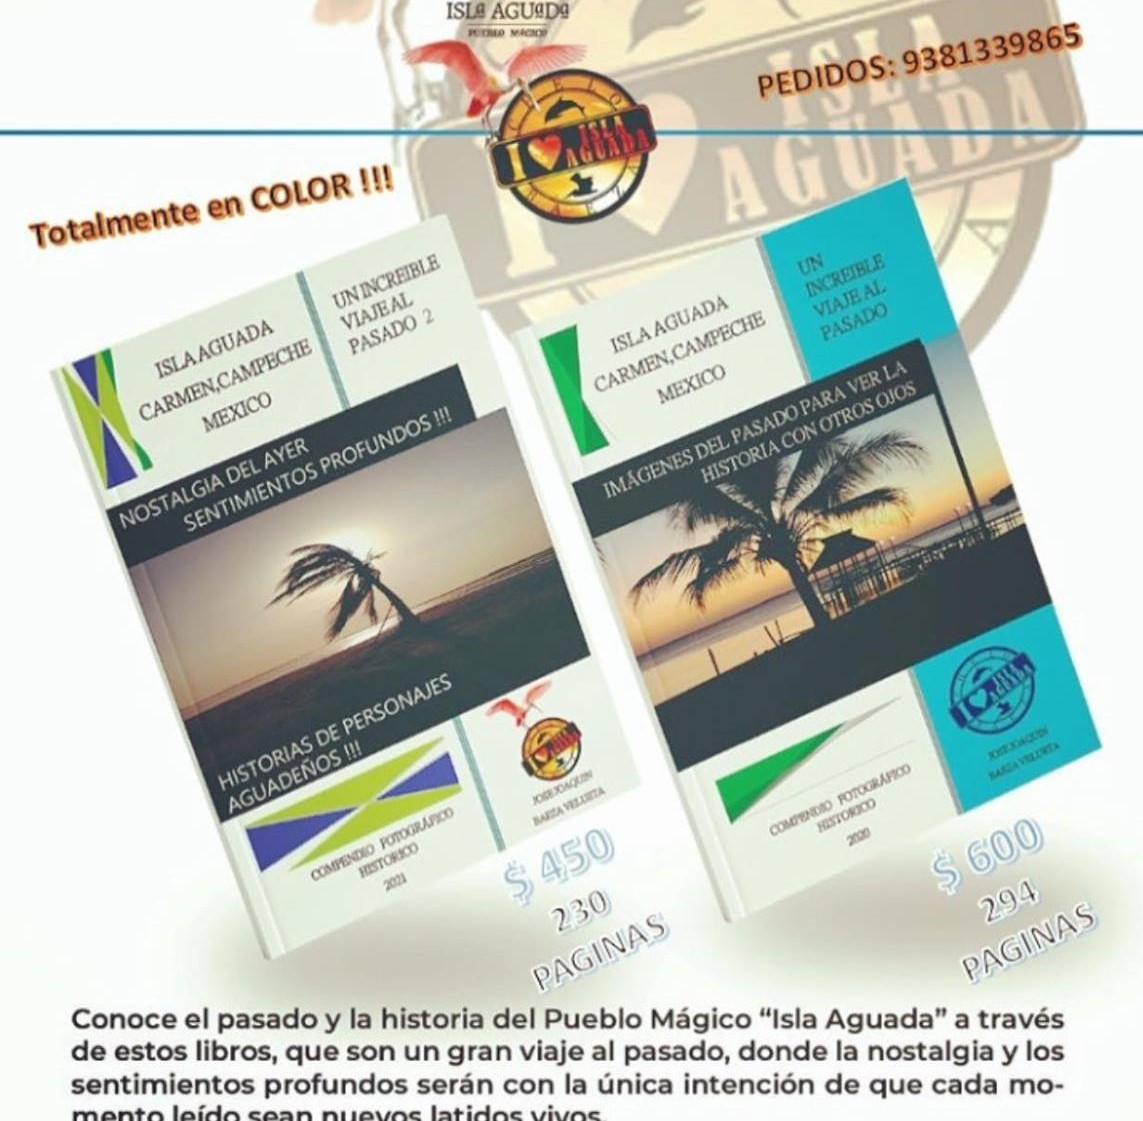 ISLa AGUaDa
PUEBLO MÁGICO
PEDIDOS: 9381339865
I ISLA
AGUADA
Totalmente en COLOR !!!
ISLA AGUADA
CARMEN,CAMPECHE
MEXICO
UN INCREIBLE
VIAJE AL
PASADO 2
NOSTALGIA DEL AYER
SENTIMIENTOS PROFUNDOS !!!
HISTORIAS DE PERSONAJES
AGUADEÑOS !!!
COMPENDIO FOTOGRÁFICO
HISTORICO
2021
JOSE JOAQUIN
BAEZA VELUETA
$ 450
230
PAGINAS
ISLA AGUADA
CARMEN,CAMPECHE
MEXICO
UN
INCREIBLE
VIAJE AL
PASADO
IMÁGENES DEL PASADO PARA VER LA
HISTORIA CON OTROS OJOS
COMPENDIO FOTOGRÁFICO
HISTORICO
2020
JOSE JOAQUIN
BAEZA VELUETA
$ 600
294
PAGINAS
Conoce el pasado y la historia del Pueblo Mágico “Isla Aguada” a través
de estos libros, que son un gran viaje al pasado, donde la nostalgia y los
sentimientos profundos serán con la única intención de que cada mo-
mento leído sean nuevos latidos vivos.